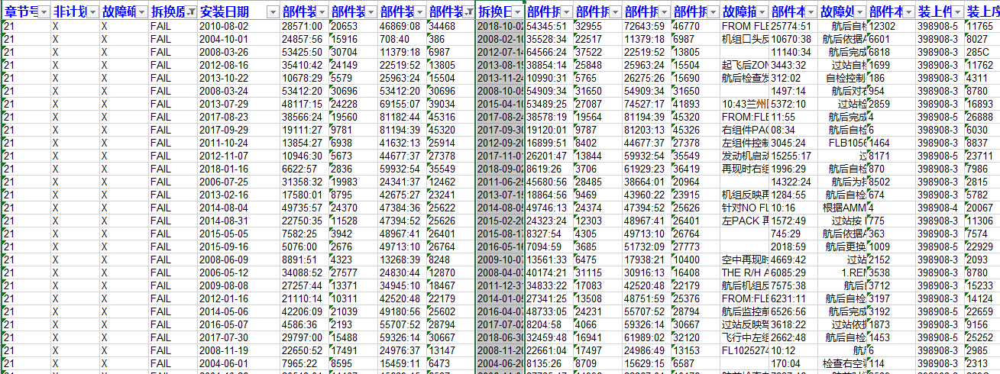 章节号 非计划 故障确 拆换原 安装日期 部件装 部件装 部件装 部件装 拆换日 部件拆 部件拆 部件拆 部件拆 故障描 部件本 故障处 部件本 装上件 装上序
21 X X FAIL 2010-08-02 28571:00 20653 46869:08 34468 2018-10-02 54345:51 32955 72643:59 46770 FROM FLE 25774:51 航后自检 12302 398908-5 11765
21 X X FAIL 2004-10-01 24857:56 15916 708:40 386 2008-02-10 35528:34 22517 11379:18 6987 机组口头反 10670:38 航后依据A 6601 398908-3 8027
21 X X FAIL 2008-03-26 53425:50 30704 11379:18 6987 2012-07-14 64566:24 37522 22519:52 13805 11140:34 航后完成 6818 398908-3 285C
21 X X FAIL 2012-08-16 35410:42 24149 22519:52 13805 2013-08-19 38854:14 25848 25963:24 15504 起飞后ZON 3443:32 过站自检 1699 398908-3 11762
21 X X FAIL 2013-10-22 10678:29 5579 25963:24 15504 2013-11-24 10990:31 5765 26275:26 15690 航后检查发 312:02 自检控制 186 398908-3 4311
21 X X FAIL 2008-03-24 53412:20 30696 53412:20 30696 2008-10-05 54909:34 31650 54909:34 31650 1497:14 航后对右 954 398908-3 8780
21 X X FAIL 2013-07-29 48117:15 24228 69155:07 39034 2015-04-10 53489:25 27087 74527:17 41893 10:43兰州 5372:10 过站检 2859 398908-5 16893
21 X X FAIL 2017-08-23 38566:24 19560 81182:44 45316 2017-08-24 38578:19 19564 81194:39 45320 FROM:FLE 11:55 航后完成 4 398908-5 26888
21 X X FAIL 2017-09-29 19111:27 9781 81194:39 45320 2017-09-30 19120:01 9787 81203:13 45326 右组件PAC 08:34 航后自检 6 398908-3 6030
21 X X FAIL 2011-10-24 13854:27 6938 41632:13 25914 2012-09-20 16899:51 8402 44677:37 27378 左组件控制 3045:24 FLB1056 1464 398908-3 8837
21 X X FAIL 2012-11-07 10946:30 5673 44677:37 27378 2017-11-01 26201:47 13844 59932:54 35549 发动机启动 15255:17 过 8171 398908-5 23711
21 X X FAIL 2018-01-16 6622:57 2836 59932:54 35549 2018-09-02 8619:26 3706 61929:23 36419 再现时右组 1996:29 航后自检 870 398908-3 7986
21 X X FAIL 2006-07-25 31358:32 19983 24341:37 12462 2011-06-25 45680:56 28485 38664:01 20964 14322:24 航后为 8502 398908-3 2815
21 X X FAIL 2013-02-16 17580:01 8795 42675:27 23241 2013-07-15 18864:56 9469 43960:22 23915 机组反映再 1284:55 航后自检 674 398908-3 5782
21 X X FAIL 2014-08-04 49735:57 24370 47384:36 25622 2014-08-05 49746:13 24374 47394:52 25626 针对NO FL 10:16 根据AMM 4 398908-4 20067
21 X X FAIL 2014-08-31 22750:35 11528 47394:52 25626 2015-02-20 24323:24 12303 48967:41 26401 左PACK 再 1572:49 过站按 775 398908-3 11306
21 X X FAIL 2015-05-05 7582:25 3942 48967:41 26401 2015-08-17 8327:54 4305 49713:10 26764 745:29 航后依据A 363 398908-3 7574
21 X X FAIL 2015-09-16 5076:00 2676 49713:10 26764 2016-05-16 7094:59 3685 51732:09 27773 2018:59 航后更换 1009 398908-5 22929
21 X X FAIL 2008-06-09 8891:51 4323 13268:39 8248 2009-10-07 13561:33 6475 17938:21 10400 空中再现时 4669:42 过站 2152 398908-3 2093
21 X X FAIL 2006-05-12 34088:52 27577 24830:44 12870 2008-04-03 40174:21 31115 30916:13 16408 THE R/H A 6085:29 1.REM 3538 398908-3 8780
21 X X FAIL 2009-08-08 27257:44 13371 34945:10 18467 2011-12-31 34833:22 17083 42520:48 22179 航后机组反 7575:38 航后 3712 398908-3 15233
21 X X FAIL 2012-01-16 21110:14 10311 42520:48 22179 2014-01-05 27341:25 13508 48751:59 25376 FROM:FLE 6231:11 航后自检 3197 398908-3 14124
21 X X FAIL 2014-05-06 42206:09 21039 49180:56 25602 2016-04-07 48733:05 24231 55707:52 28794 航后监控前 6526:56 航后完成 3192 398908-5 22659
21 X X FAIL 2016-05-07 4586:36 2193 55707:52 28794 2017-07-02 8204:58 4066 59326:14 30667 过站反映驾 3618:22 过站依 1873 398908-3 9156
21 X X FAIL 2017-07-30 29797:00 15488 59326:14 30667 2018-06-30 32459:48 16941 61989:02 32120 飞行中左组 2662:48 航后自检 1453 398908-5 25252
21 X X FAIL 2008-11-19 22650:52 17491 24976:37 13147 2008-11-20 22661:04 17497 24986:49 13153 FL1025274 10:12 航 6 398908-3 2985
21 X X FAIL 2004-06-01 7965:22 8595 15459:11 6473 2004-06-20 8135:26 8709 15629:15 6587 170:04 检查右空 114 398908-3 2313